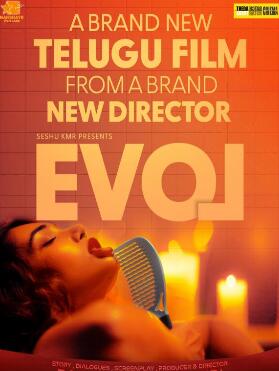 A BRAND NEW
TELUGU FILM
FROM A BRAND
NEW DIRECTOR
SESHU KMR PRESENTS
EVOL
STORY, DIALOGUES, SCREENPLAY, PRODUCER & DIRECTOR